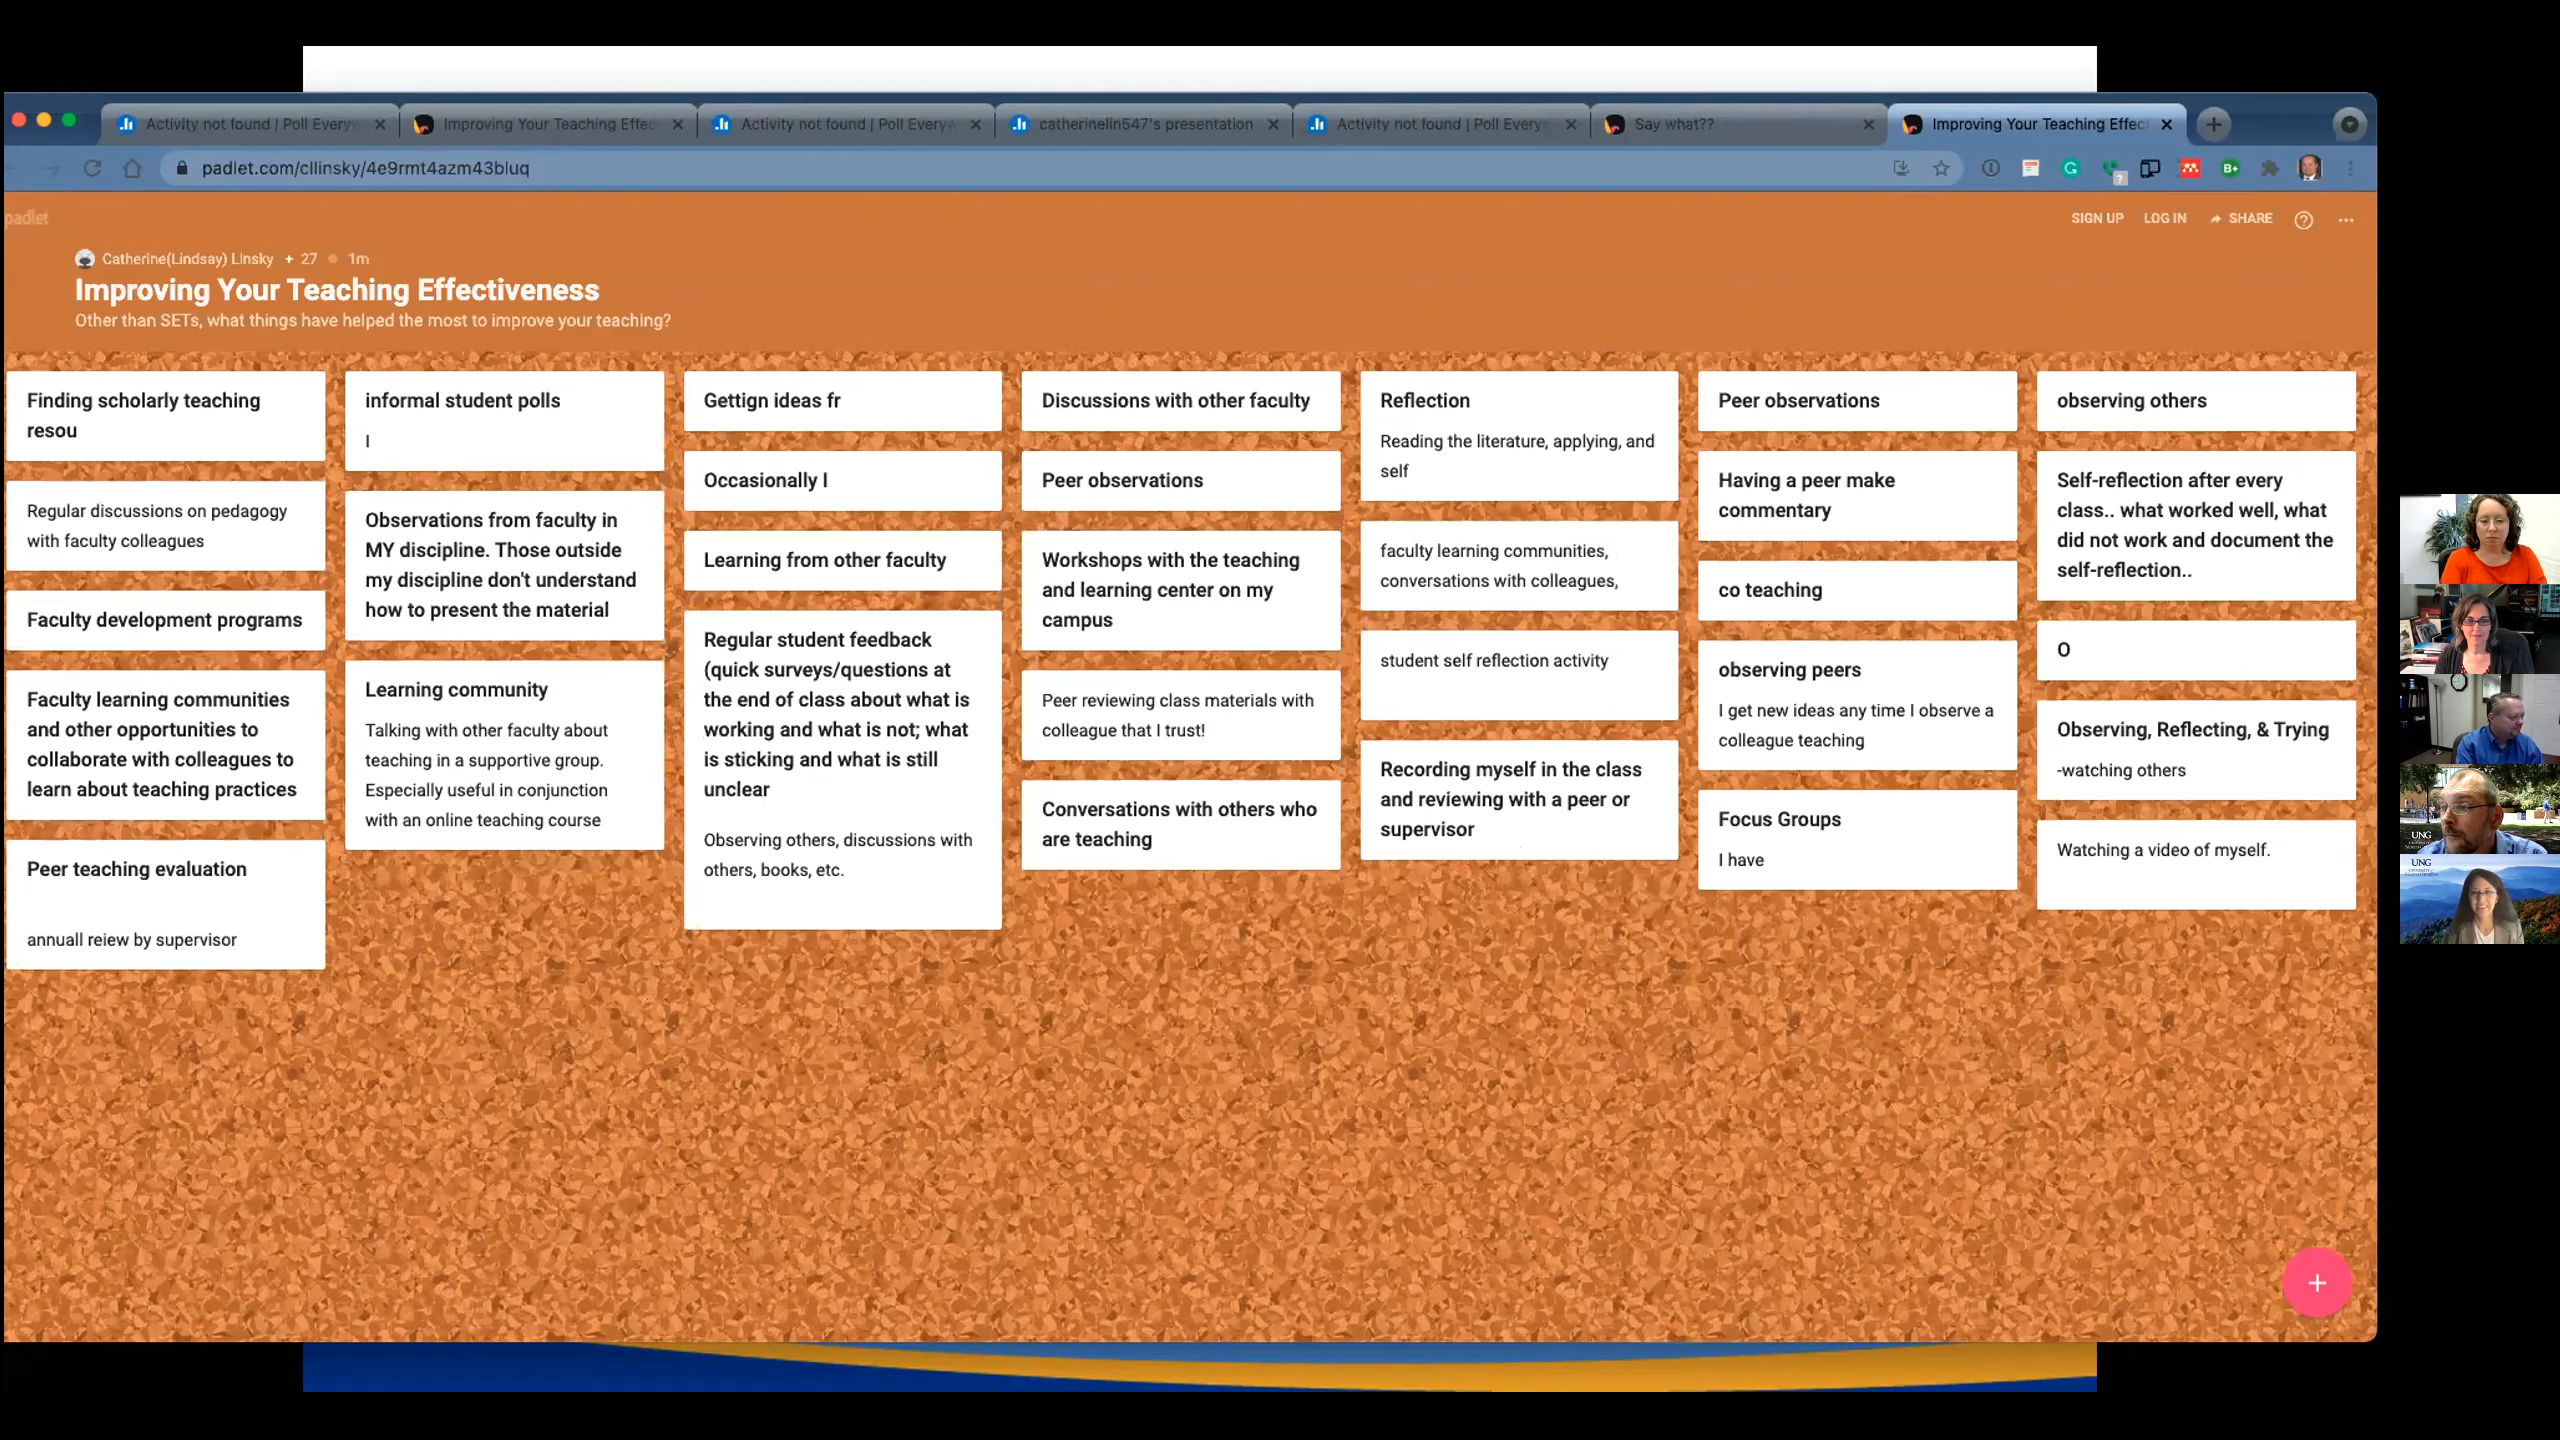 Activity not found | Poll Everyw
Improving Your Teaching Effec
Activity not found | Poll Everyw
catherinelin547's presentation
Activity not found | Poll Everyw
Say what??
Improving Your Teaching Effect
padlet.com/cllinsky/4e9rmt4azm43bluq
padlet
SIGN UP
LOG IN
SHARE
Catherine(Lindsay) Linsky + 27 1m
Improving Your Teaching Effectiveness
Other than SETs, what things have helped the most to improve your teaching?
Finding scholarly teaching
resou
Regular discussions on pedagogy
with faculty colleagues
Faculty development programs
Faculty learning communities
and other opportunities to
collaborate with colleagues to
learn about teaching practices
Peer teaching evaluation
annuall reiew by supervisor
informal student polls
I
Observations from faculty in
MY discipline. Those outside
my discipline don't understand
how to present the material
Learning community
Talking with other faculty about
teaching in a supportive group.
Especially useful in conjunction
with an online teaching course
Gettign ideas fr
Occasionally I
Learning from other faculty
Regular student feedback
(quick surveys/questions at
the end of class about what is
working and what is not; what
is sticking and what is still
unclear
Observing others, discussions with
others, books, etc.
Discussions with other faculty
Peer observations
Workshops with the teaching
and learning center on my
campus
Peer reviewing class materials with
colleague that I trust!
Conversations with others who
are teaching
Reflection
Reading the literature, applying, and
self
faculty learning communities,
conversations with colleagues,
student self reflection activity
Recording myself in the class
and reviewing with a peer or
supervisor
Peer observations
Having a peer make
commentary
co teaching
observing peers
I get new ideas any time I observe a
colleague teaching
Focus Groups
I have
observing others
Self-reflection after every
class.. what worked well, what
did not work and document the
self-reflection..
O
Observing, Reflecting, & Trying
-watching others
Watching a video of myself.
UNG
UNG